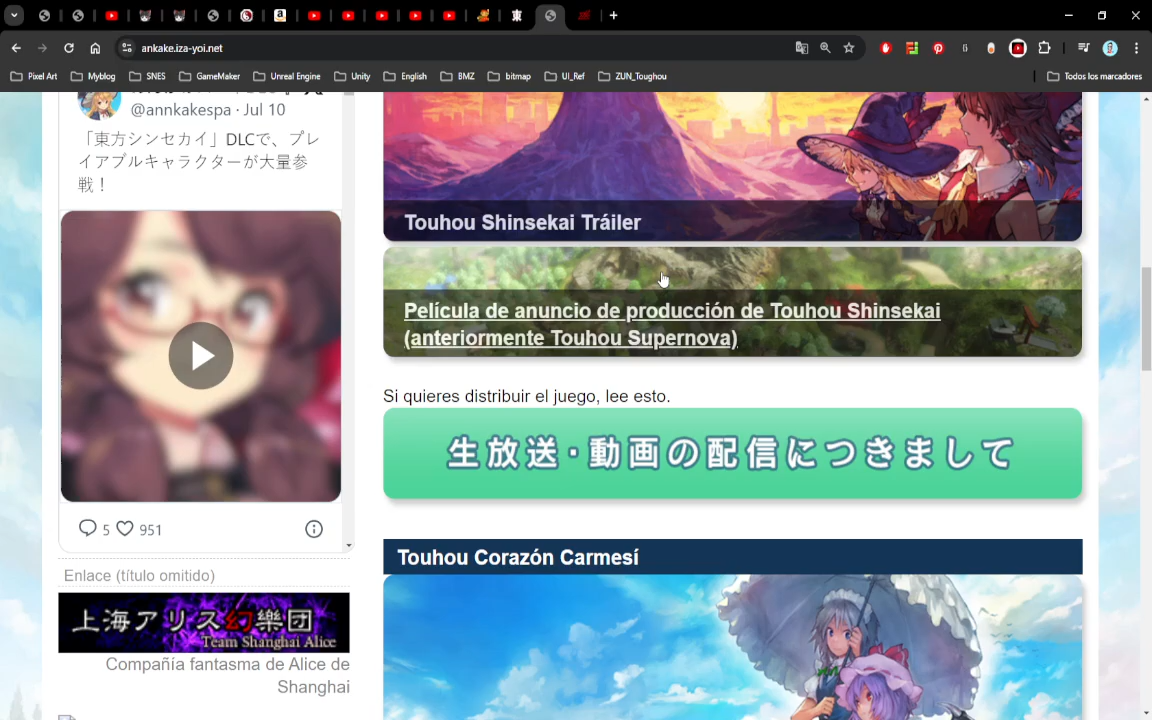 ankake.iza-yoi.net
Pixel Art
Myblog
SNES
GameMaker
Unreal Engine
Unity
English
BMZ
bitmap
UI_Ref
ZUN_Toughou
Todos los marcadores
@annkakespa · Jul 10
「東方シンセカイ」DLCで、プレ
イアブルキャラクターが大量参
戦！
5
951
Enlace (título omitido)
上海アリス幻樂団
Team Shanghai Alice
Compañía fantasma de Alice de
Shanghai
Touhou Shinsekai Tráiler
Película de anuncio de producción de Touhou Shinsekai
(anteriormente Touhou Supernova)
Si quieres distribuir el juego, lee esto.
生放送・動画の配信につきまして
Touhou Corazón Carmesí